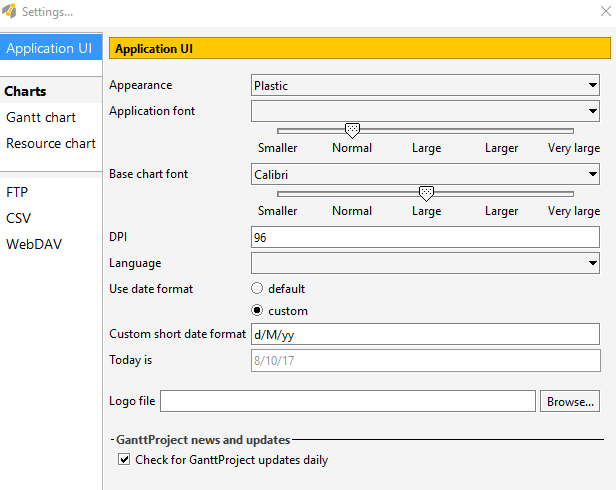 Settings...
Application UI
Charts
Gantt chart
Resource chart
FTP
CSV
WebDAV
Application UI
Appearance Plastic
Application font
Smaller Normal Large Larger Very large
Base chart font Calibri
Smaller Normal Large Larger Very large
DPI 96
Language
Use date format default
custom
Custom short date format d/M/yy
Today is 8/10/17
Logo file Browse...
GanttProject news and updates
Check for GanttProject updates daily